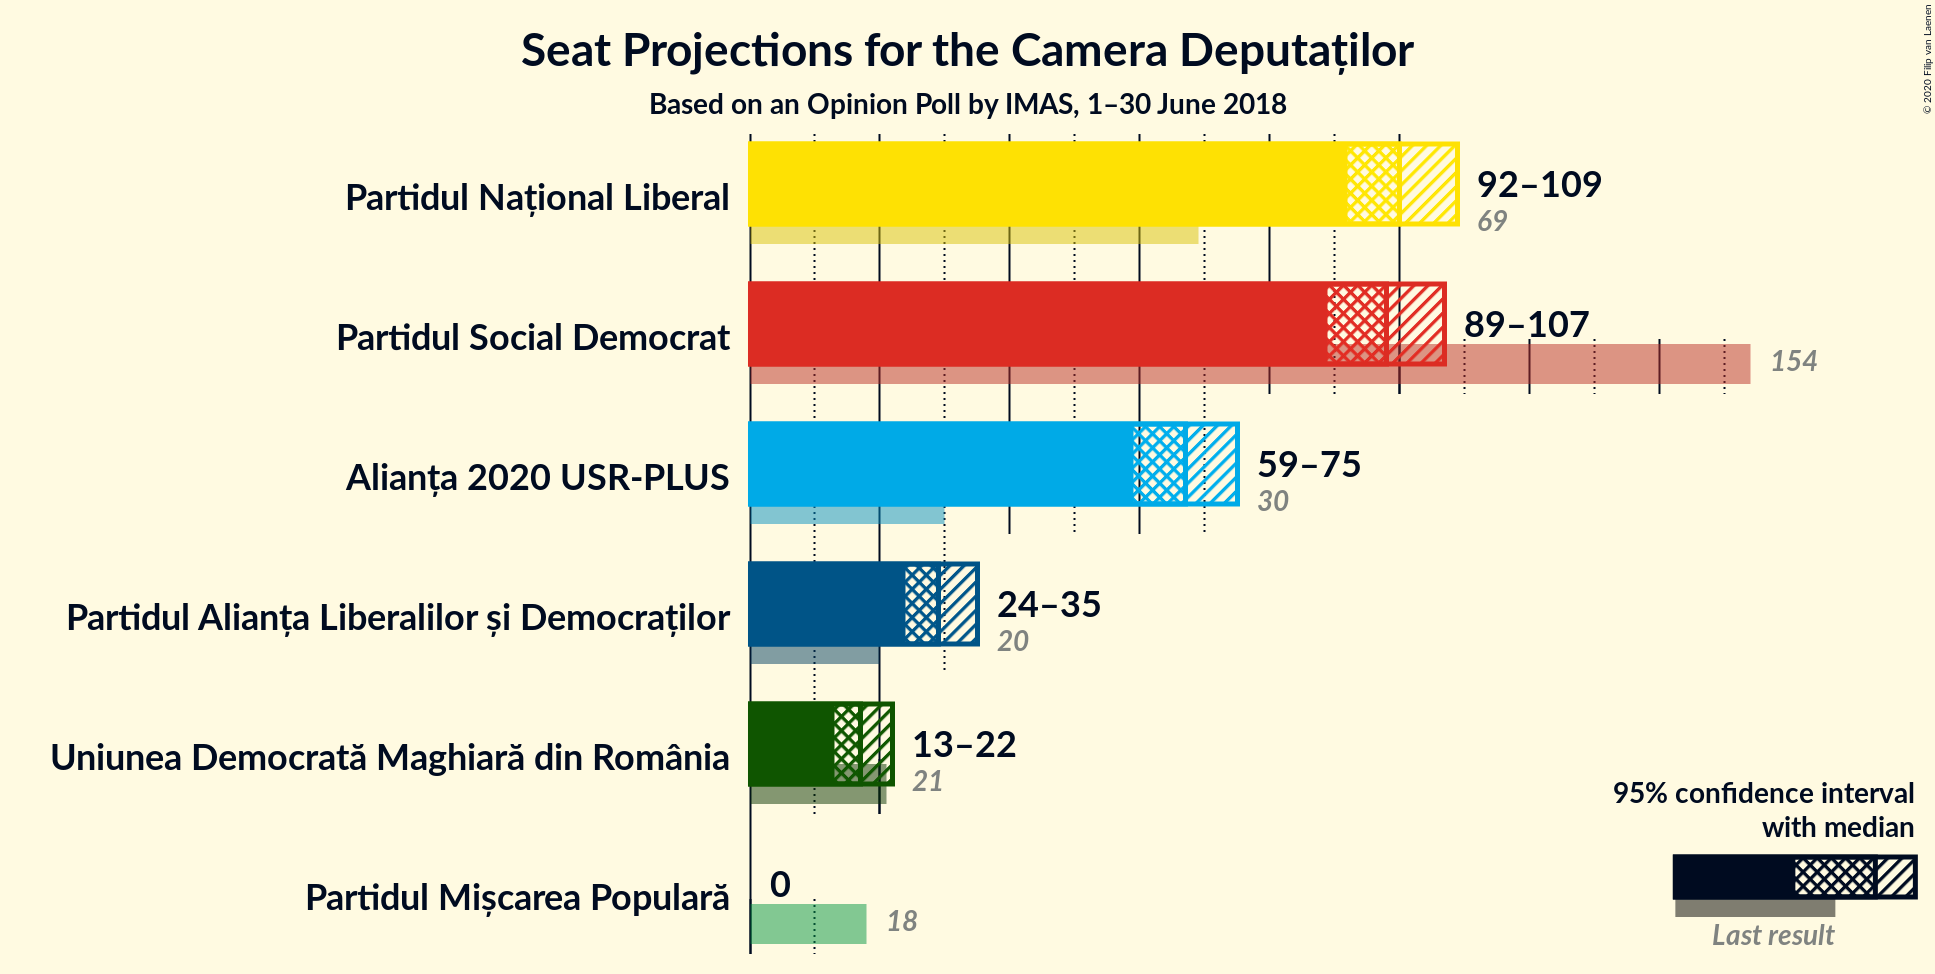 Seat Projections for the Camera Deputaților
Based on an Opinion Poll by IMAS, 1–30 June 2018
© 2020 Filip van Laenen
Partidul Național Liberal
92–109
69
Partidul Social Democrat
89–107
154
Alianța 2020 USR-PLUS
59–75
30
Partidul Alianța Liberalilor și Democraților
24–35
20
Uniunea Democrată Maghiară din România
13–22
21
Partidul Mișcarea Populară
0
18
95% confidence interval
with median
Last result